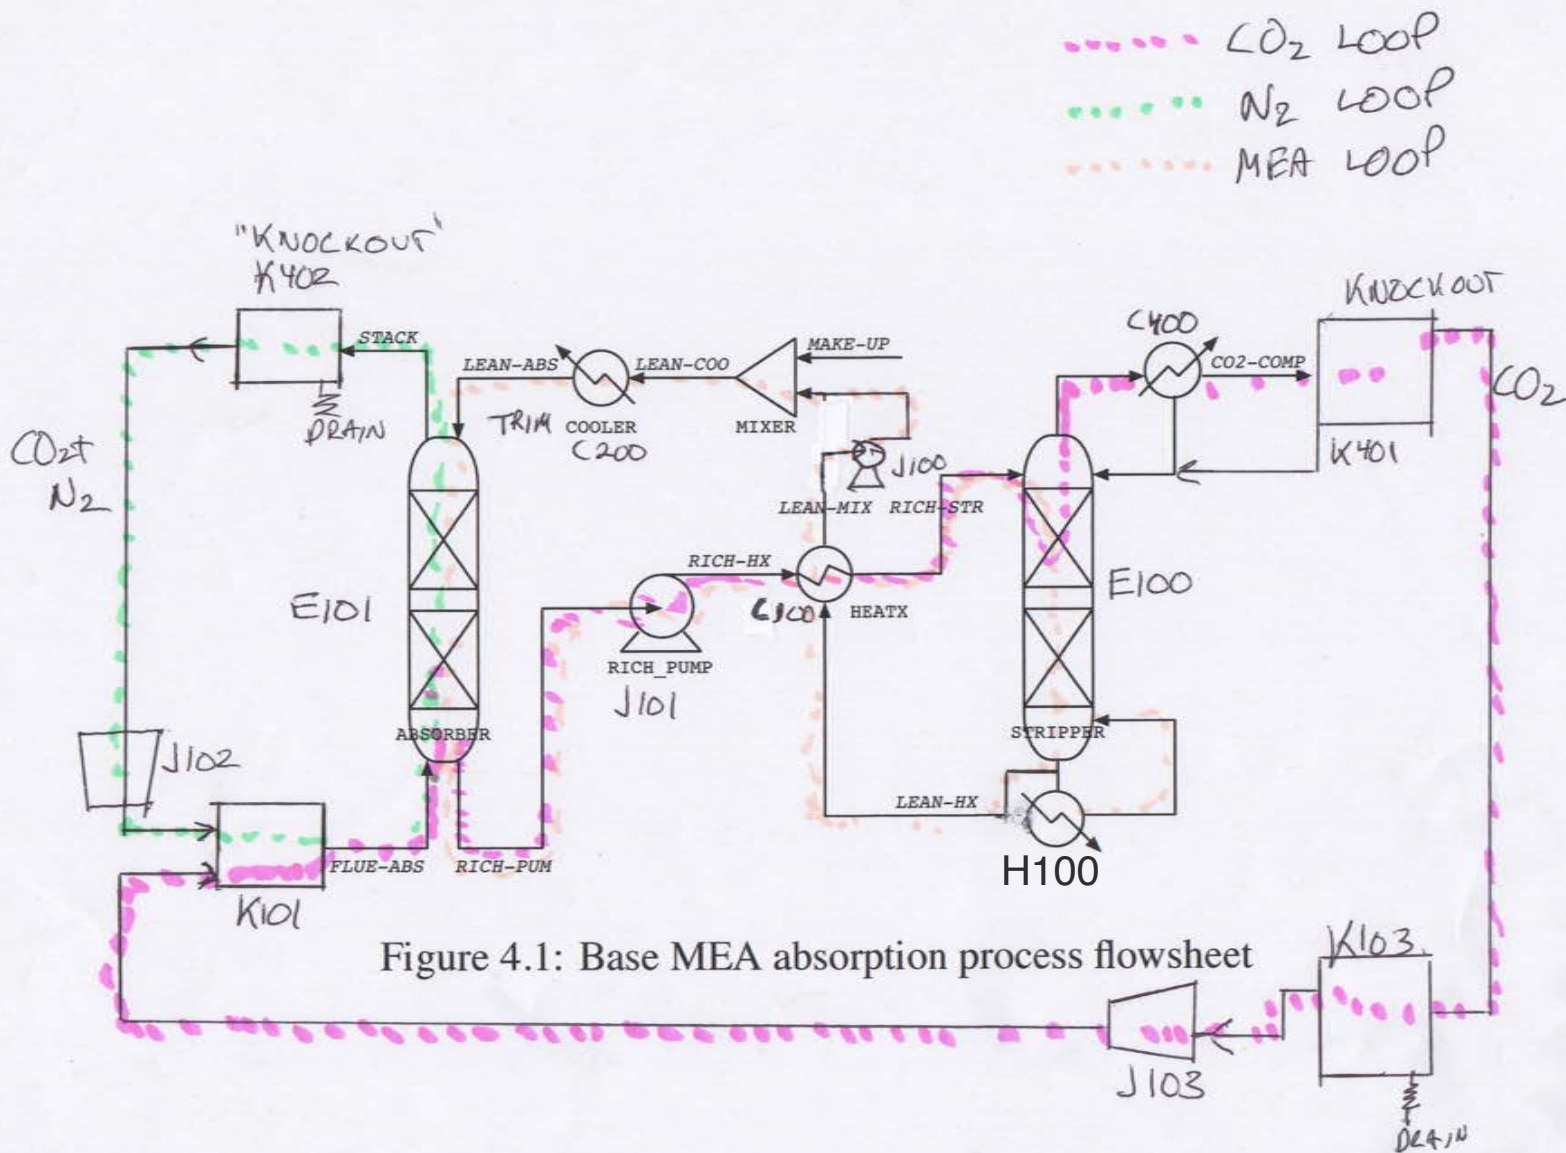 CO₂ LOOP
N₂ LOOP
MEA LOOP
"KNOCKOUT"
K402
STACK
DRAIN
CO₂+
N₂
LEAN-ABS
TRIM COOLER
C200
LEAN-COO
MAKE-UP
MIXER
J100
LEAN-MIX
RICH-STR
C400
CO2-COMP
KNOCKOUT
K401
CO₂
E101
ABSORBER
RICH-HX
RICH_PUMP
J101
C100
HEATX
E100
STRIPPER
J102
K101
FLUE-ABS
RICH-PUM
LEAN-HX
H100
Figure 4.1: Base MEA absorption process flowsheet
K103
J103
DRAIN